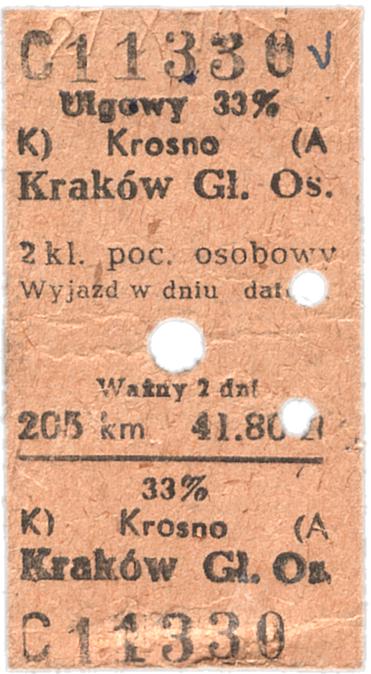 C11330
Ulgowy 33%
K) Krosno (A
Kraków Gł. Os.
2 kl. poc. osobowy
Wyjazd w dniu
Ważny 2 dni
205 km 41.80 zł
33%
K) Krosno (A
Kraków Gł. Os.
C11330